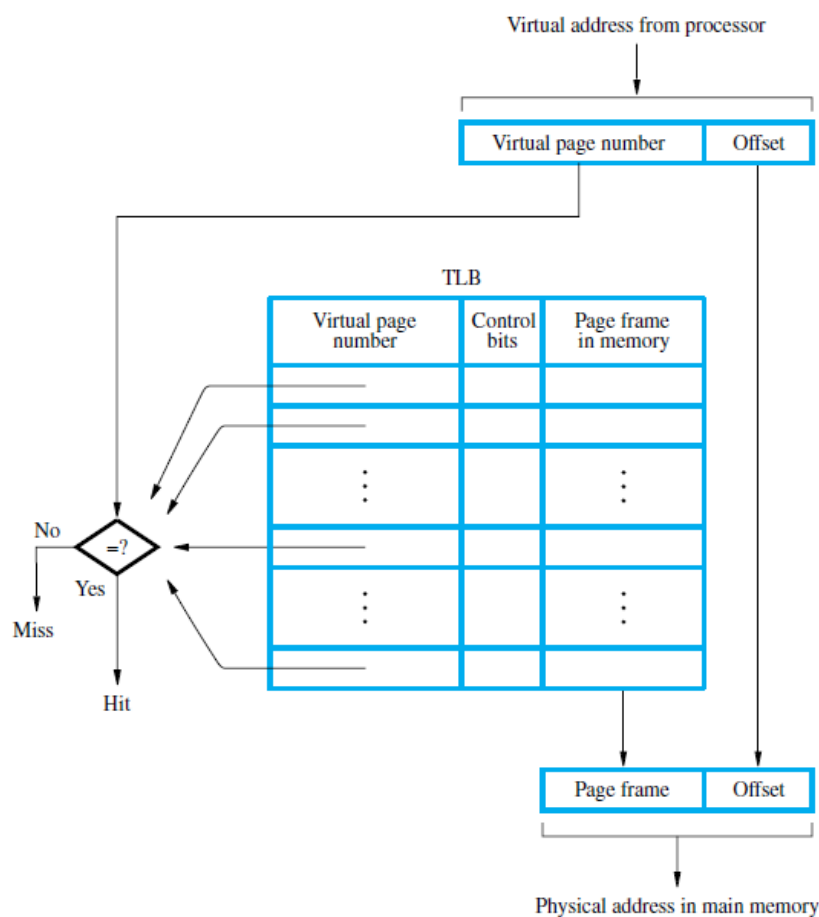 Virtual address from processor
Virtual page number Offset
TLB
Virtual page Control Page frame
number bits in memory
No
=?
Yes
Miss
Hit
Page frame Offset
Physical address in main memory